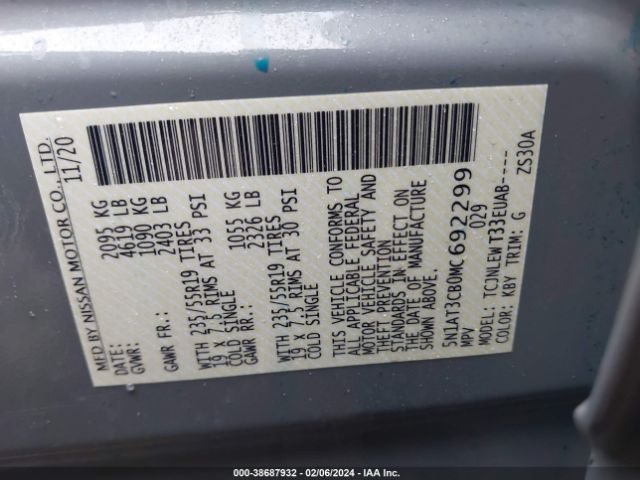 MFD BY NISSAN MOTOR CO., LTD.
DATE: 11/20
GVWR: 2095 KG
4619 LB
GAWR FR.: 1090 KG
2403 LB
WITH 235/55R19 TIRES
19 X 7.5 RIMS AT 33 PSI
COLD SINGLE
GAWR RR.: 1055 KG
2326 LB
WITH 235/55R19 TIRES
19 X 7.5 RIMS AT 30 PSI
COLD SINGLE
THIS VEHICLE CONFORMS TO
ALL APPLICABLE FEDERAL
MOTOR VEHICLE SAFETY AND
THEFT PREVENTION
STANDARDS IN EFFECT ON
THE DATE OF MANUFACTURE
SHOWN ABOVE.
5N1AT3CB0MC692299
MPV 029
TCJNLEWT33EUAB----
COLOR: KBY TRIM: G ZS30A
000-38687932 - 02/06/2024 - IAA Inc.